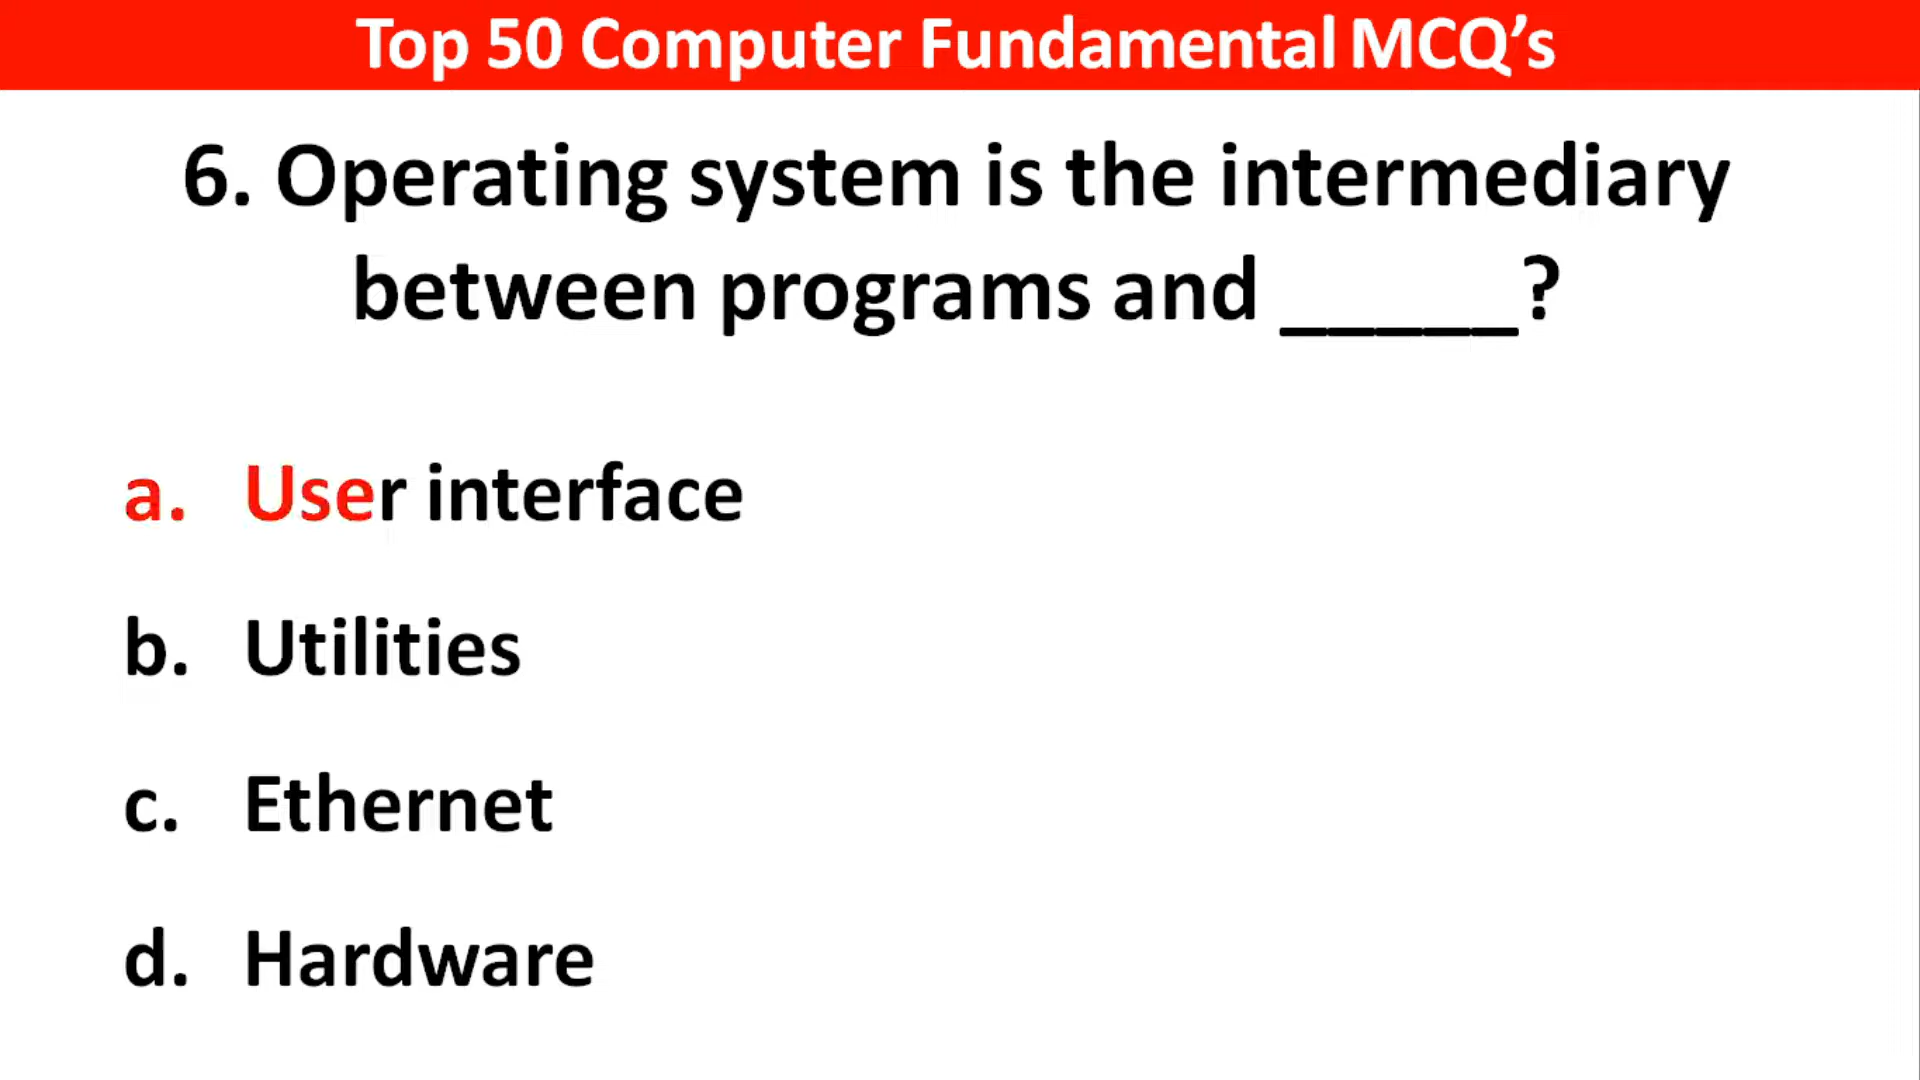 Top 50 Computer Fundamental MCQ’s
6. Operating system is the intermediary
between programs and _____?
a. User interface
b. Utilities
c. Ethernet
d. Hardware